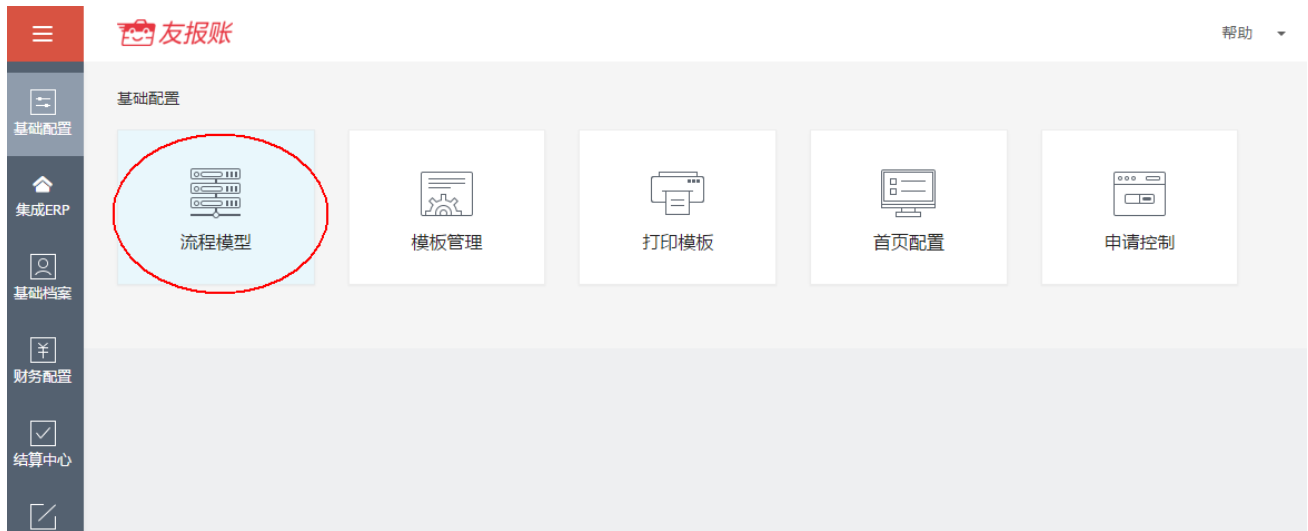 友报账
帮助
基础配置
集成ERP
基础档案
财务配置
结算中心
基础配置
流程模型
模板管理
打印模板
首页配置
申请控制